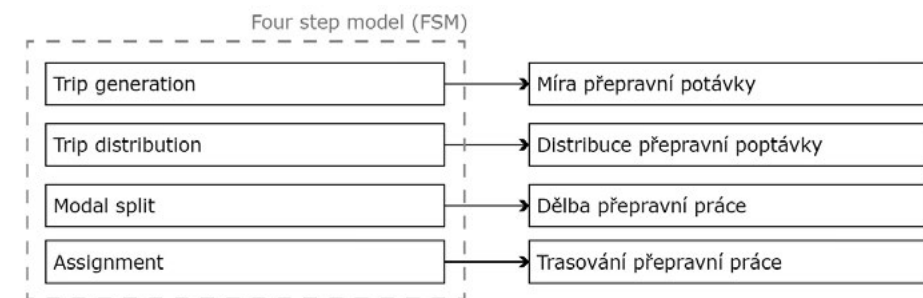 Four step model (FSM)
Trip generation
Míra přepravní potávky
Trip distribution
Distribuce přepravní poptávky
Modal split
Dělba přepravní práce
Assignment
Trasování přepravní práce